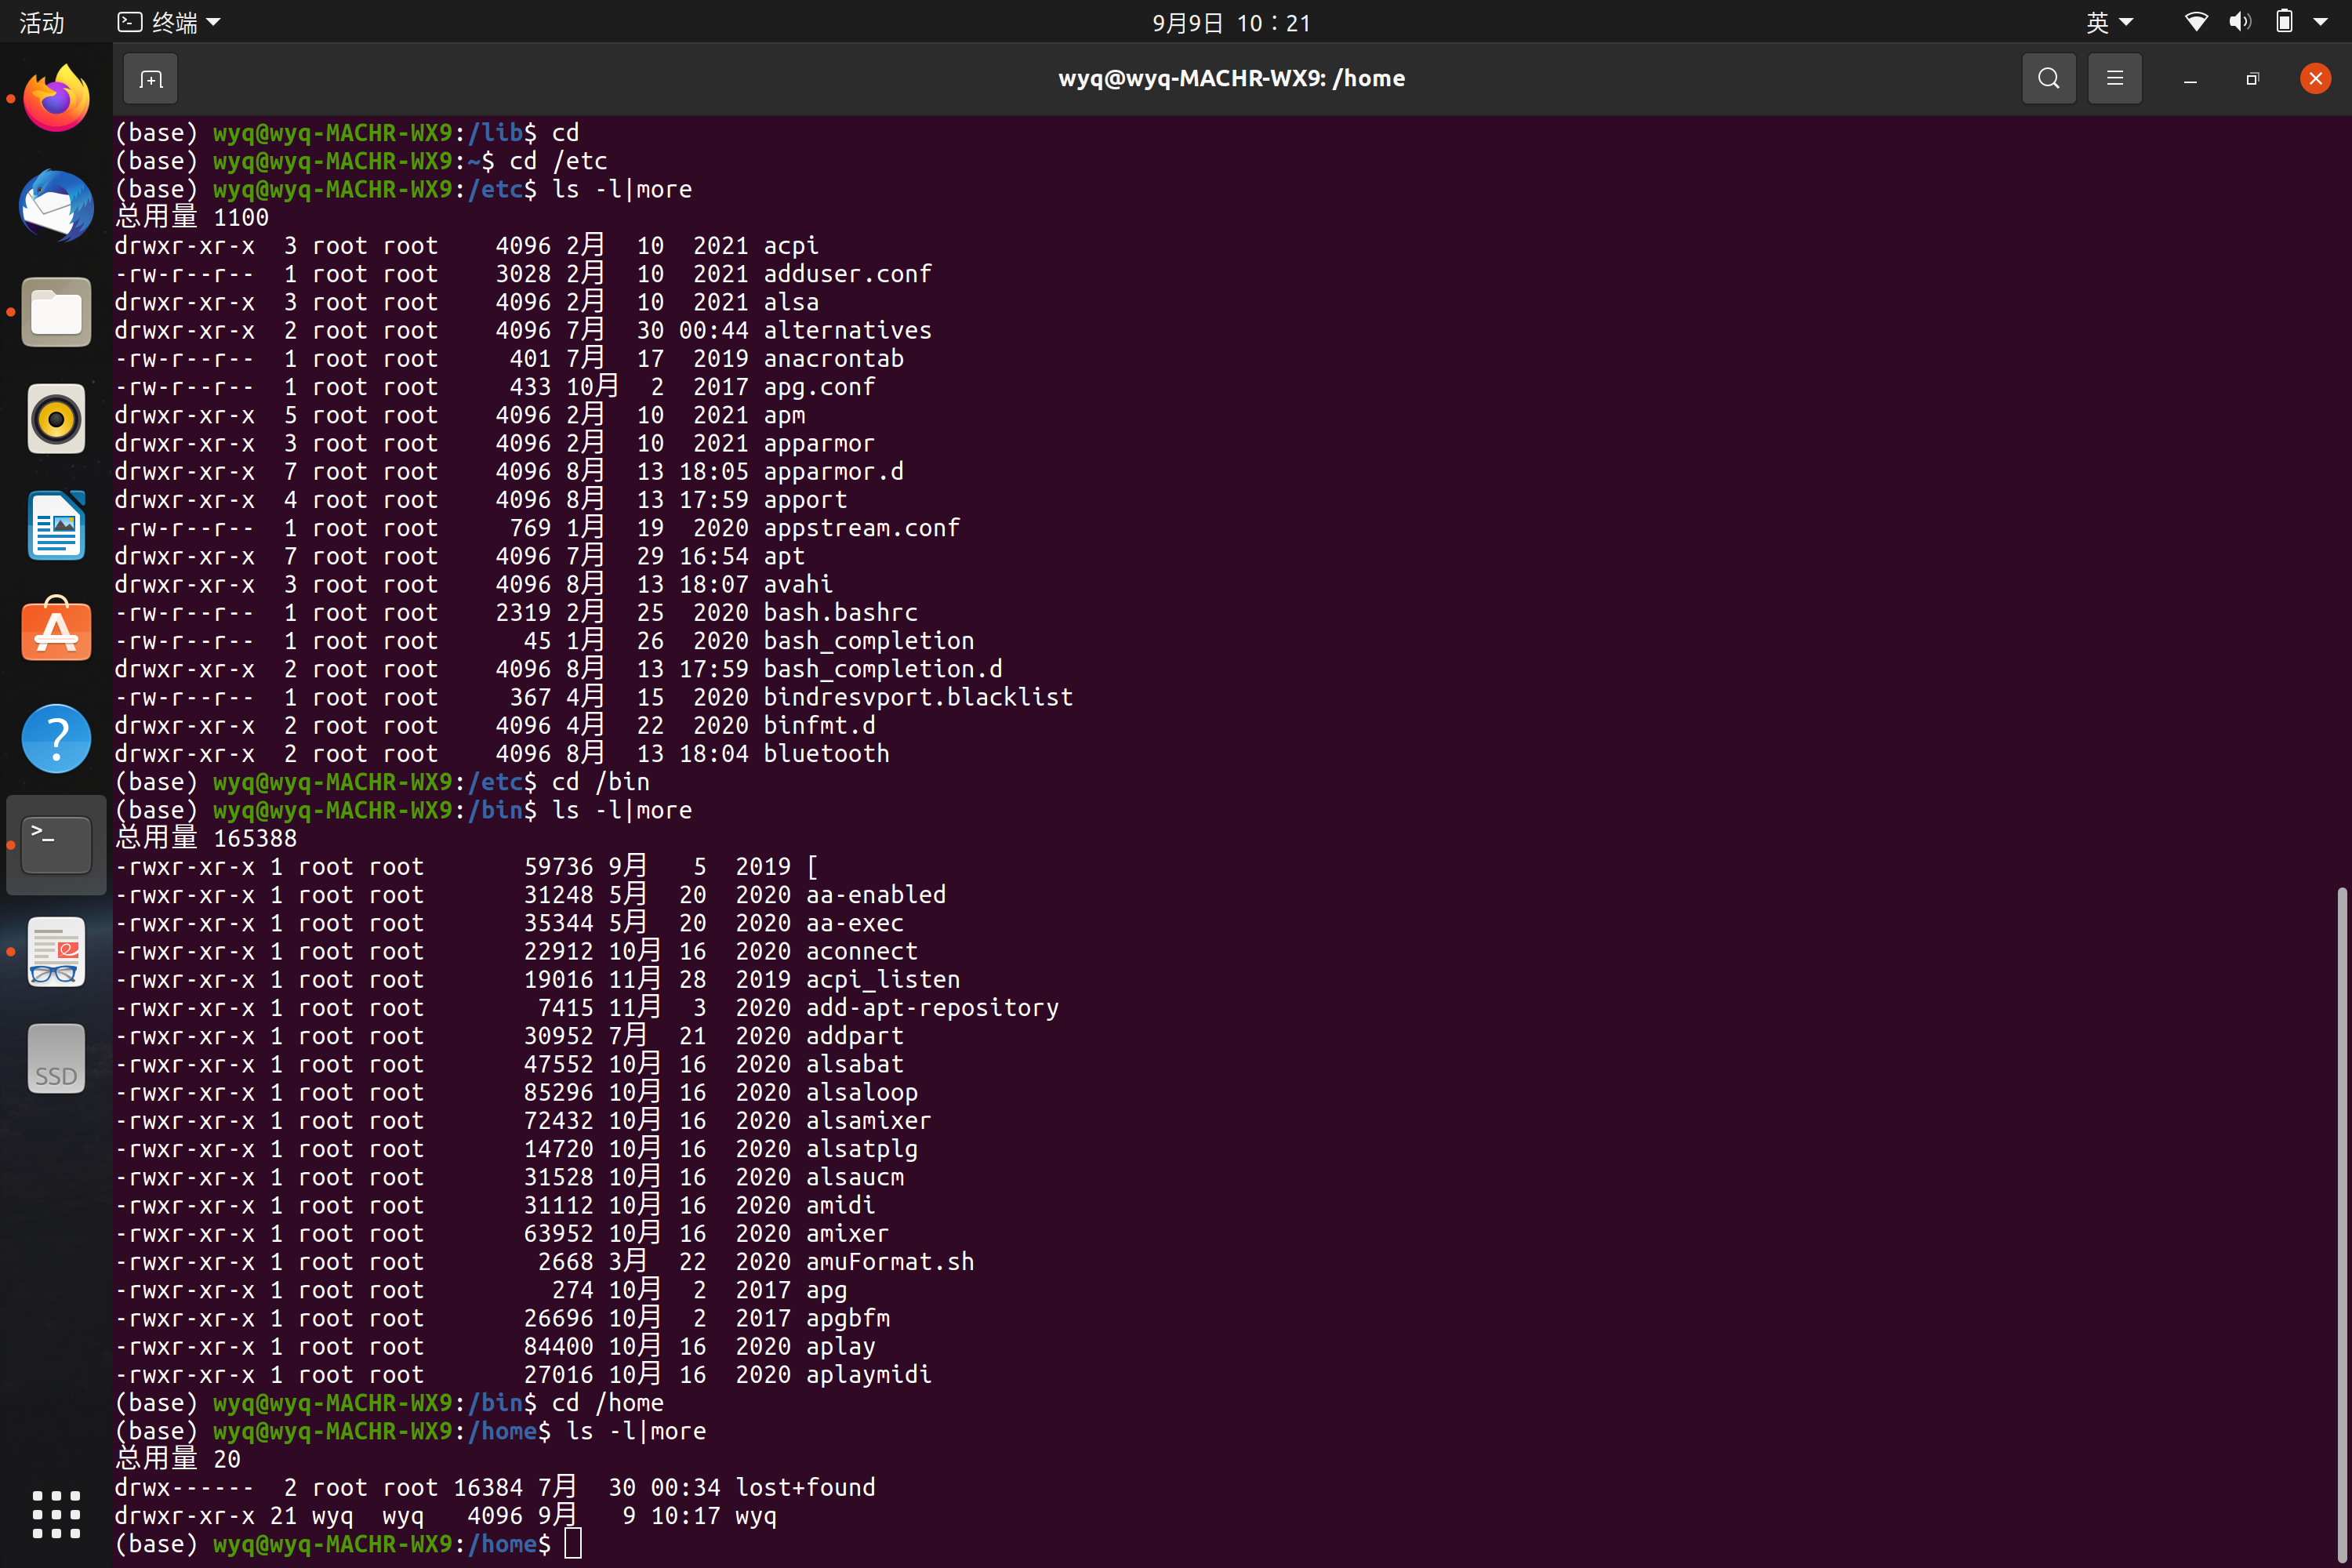 活动 终端 9月9日 10：21 英
wyq@wyq-MACHR-WX9: /home
(base) wyq@wyq-MACHR-WX9:/lib$ cd
(base) wyq@wyq-MACHR-WX9:~$ cd /etc
(base) wyq@wyq-MACHR-WX9:/etc$ ls -l|more
总用量 1100
drwxr-xr-x  3 root root    4096 2月  10  2021 acpi
-rw-r--r--  1 root root    3028 2月  10  2021 adduser.conf
drwxr-xr-x  3 root root    4096 2月  10  2021 alsa
drwxr-xr-x  2 root root    4096 7月  30 00:44 alternatives
-rw-r--r--  1 root root     401 7月  17  2019 anacrontab
-rw-r--r--  1 root root     433 10月  2  2017 apg.conf
drwxr-xr-x  5 root root    4096 2月  10  2021 apm
drwxr-xr-x  3 root root    4096 2月  10  2021 apparmor
drwxr-xr-x  7 root root    4096 8月  13 18:05 apparmor.d
drwxr-xr-x  4 root root    4096 8月  13 17:59 apport
-rw-r--r--  1 root root     769 1月  19  2020 appstream.conf
drwxr-xr-x  7 root root    4096 7月  29 16:54 apt
drwxr-xr-x  3 root root    4096 8月  13 18:07 avahi
-rw-r--r--  1 root root    2319 2月  25  2020 bash.bashrc
-rw-r--r--  1 root root      45 1月  26  2020 bash_completion
drwxr-xr-x  2 root root    4096 8月  13 17:59 bash_completion.d
-rw-r--r--  1 root root     367 4月  15  2020 bindresvport.blacklist
drwxr-xr-x  2 root root    4096 4月  22  2020 binfmt.d
drwxr-xr-x  2 root root    4096 8月  13 18:04 bluetooth
(base) wyq@wyq-MACHR-WX9:/etc$ cd /bin
(base) wyq@wyq-MACHR-WX9:/bin$ ls -l|more
总用量 165388
-rwxr-xr-x 1 root root       59736 9月   5  2019 [
-rwxr-xr-x 1 root root       31248 5月  20  2020 aa-enabled
-rwxr-xr-x 1 root root       35344 5月  20  2020 aa-exec
-rwxr-xr-x 1 root root       22912 10月 16  2020 aconnect
-rwxr-xr-x 1 root root       19016 11月 28  2019 acpi_listen
-rwxr-xr-x 1 root root        7415 11月  3  2020 add-apt-repository
-rwxr-xr-x 1 root root       30952 7月  21  2020 addpart
-rwxr-xr-x 1 root root       47552 10月 16  2020 alsabat
-rwxr-xr-x 1 root root       85296 10月 16  2020 alsaloop
-rwxr-xr-x 1 root root       72432 10月 16  2020 alsamixer
-rwxr-xr-x 1 root root       14720 10月 16  2020 alsatplg
-rwxr-xr-x 1 root root       31528 10月 16  2020 alsaucm
-rwxr-xr-x 1 root root       31112 10月 16  2020 amidi
-rwxr-xr-x 1 root root       63952 10月 16  2020 amixer
-rwxr-xr-x 1 root root        2668 3月  22  2020 amuFormat.sh
-rwxr-xr-x 1 root root         274 10月  2  2017 apg
-rwxr-xr-x 1 root root       26696 10月  2  2017 apgbfm
-rwxr-xr-x 1 root root       84400 10月 16  2020 aplay
-rwxr-xr-x 1 root root       27016 10月 16  2020 aplaymidi
(base) wyq@wyq-MACHR-WX9:/bin$ cd /home
(base) wyq@wyq-MACHR-WX9:/home$ ls -l|more
总用量 20
drwx------  2 root root 16384 7月  30 00:34 lost+found
drwxr-xr-x 21 wyq  wyq   4096 9月   9 10:17 wyq
(base) wyq@wyq-MACHR-WX9:/home$
SSD